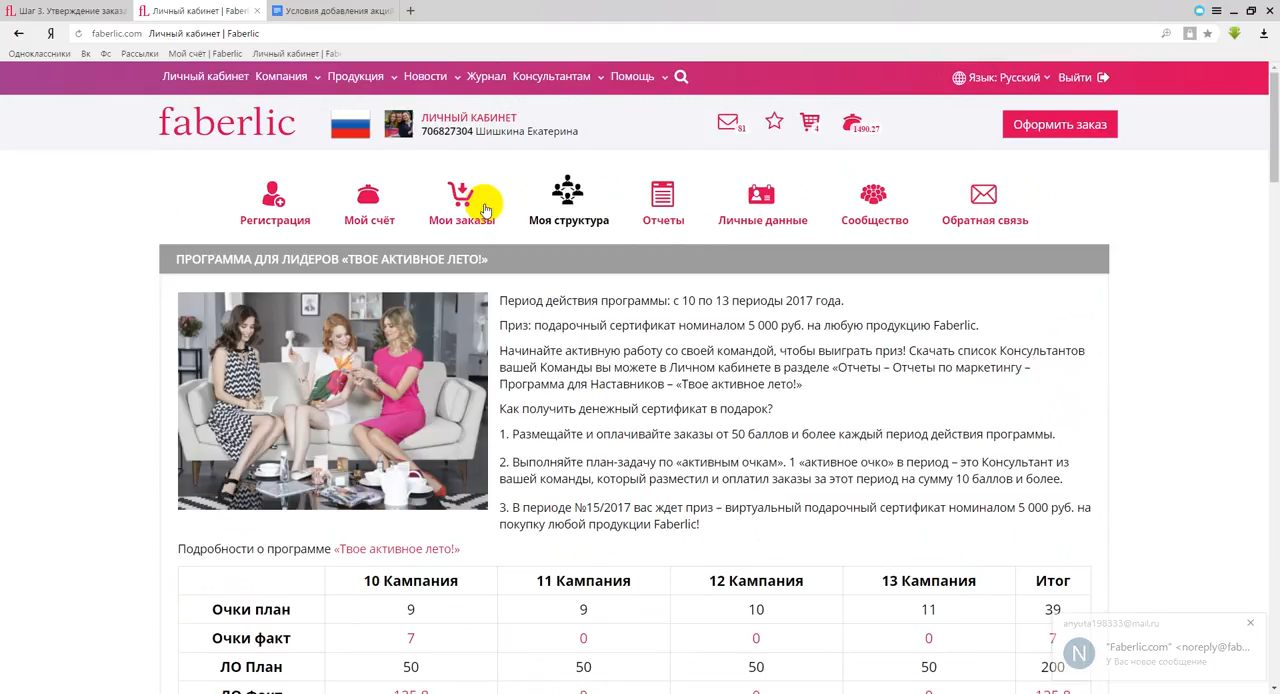 Шаг 3. Утверждение заказа
Личный кабинет | Faberl
Условия добавления акций
faberlic.com Личный кабинет | Faberlic
Одноклассники Вк Фс Рассылки Мой счёт | Faberlic Личный кабинет | Fab
Личный кабинет Компания Продукция Новости Журнал Консультантам Помощь Язык: Русский Выйти
faberlic
ЛИЧНЫЙ КАБИНЕТ
706827304 Шишкина Екатерина
81 4 1490.27
Оформить заказ
Регистрация Мой счёт Мои заказы Моя структура Отчеты Личные данные Сообщество Обратная связь
ПРОГРАММА ДЛЯ ЛИДЕРОВ «ТВОЕ АКТИВНОЕ ЛЕТО!»
Период действия программы: с 10 по 13 периоды 2017 года.
Приз: подарочный сертификат номиналом 5 000 руб. на любую продукцию Faberlic.
Начинайте активную работу со своей командой, чтобы выиграть приз! Скачать список Консультантов
вашей Команды вы можете в Личном кабинете в разделе «Отчеты – Отчеты по маркетингу –
Программа для Наставников – «Твое активное лето!»
Как получить денежный сертификат в подарок?
1. Размещайте и оплачивайте заказы от 50 баллов и более каждый период действия программы.
2. Выполняйте план-задачу по «активным очкам». 1 «активное очко» в период – это Консультант из
вашей команды, который разместил и оплатил заказы за этот период на сумму 10 баллов и более.
3. В периоде №15/2017 вас ждет приз – виртуальный подарочный сертификат номиналом 5 000 руб. на
покупку любой продукции Faberlic!
Подробности о программе «Твое активное лето!»
10 Кампания 11 Кампания 12 Кампания 13 Кампания Итог
Очки план 9 9 10 11 39
Очки факт 7 0 0 0 7
ЛО План 50 50 50 50 200
anyuta198333@mail.ru
N
"Faberlic.com" <noreply@fab...
У Вас новое сообщение